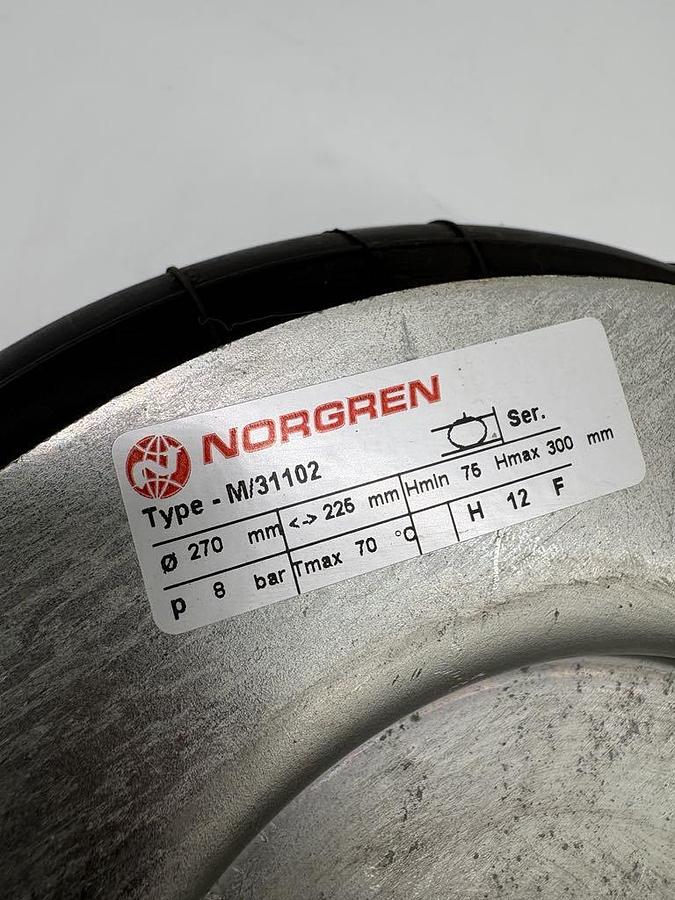 NORGREN
Type - M/31102 Ser.
Ø 270 mm <-> 225 mm Hmin 75 Hmax 300 mm
p 8 bar Tmax 70 °C H 12 F